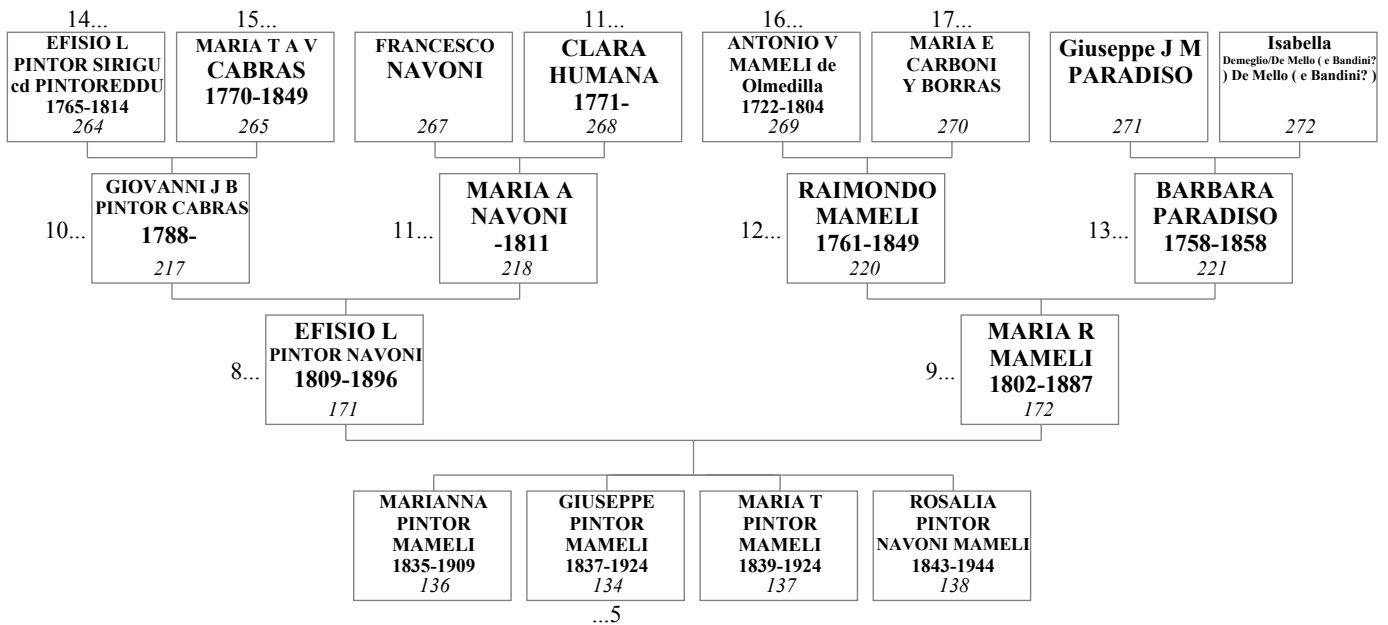 14...
15...
11...
16...
17...
EFISIO L
PINTOR SIRIGU
cd PINTOREDDU
1765-1814
264
MARIA T A V
CABRAS
1770-1849
265
FRANCESCO
NAVONI
267
CLARA
HUMANA
1771-
268
ANTONIO V
MAMELI de
Olmedilla
1722-1804
269
MARIA E
CARBONI
Y BORRAS
270
Giuseppe J M
PARADISO
271
Isabella
Demeglio/De Mello ( e Bandini?
) De Mello ( e Bandini? )
272
10...
GIOVANNI J B
PINTOR CABRAS
1788-
217
11...
MARIA A
NAVONI
-1811
218
12...
RAIMONDO
MAMELI
1761-1849
220
13...
BARBARA
PARADISO
1758-1858
221
8...
EFISIO L
PINTOR NAVONI
1809-1896
171
9...
MARIA R
MAMELI
1802-1887
172
MARIANNA
PINTOR
MAMELI
1835-1909
136
GIUSEPPE
PINTOR
MAMELI
1837-1924
134
MARIA T
PINTOR
MAMELI
1839-1924
137
ROSALIA
PINTOR
NAVONI MAMELI
1843-1944
138
...5